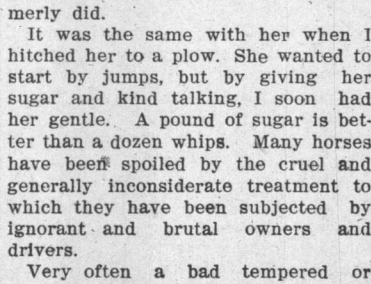 merly did.
It was the same with her when I
hitched her to a plow. She wanted to
start by jumps, but by giving her
sugar and kind talking, I soon had
her gentle. A pound of sugar is bet-
ter than a dozen whips. Many horses
have been spoiled by the cruel and
generally inconsiderate treatment to
which they have been subjected by
ignorant and brutal owners and
drivers.
Very often a bad tempered or